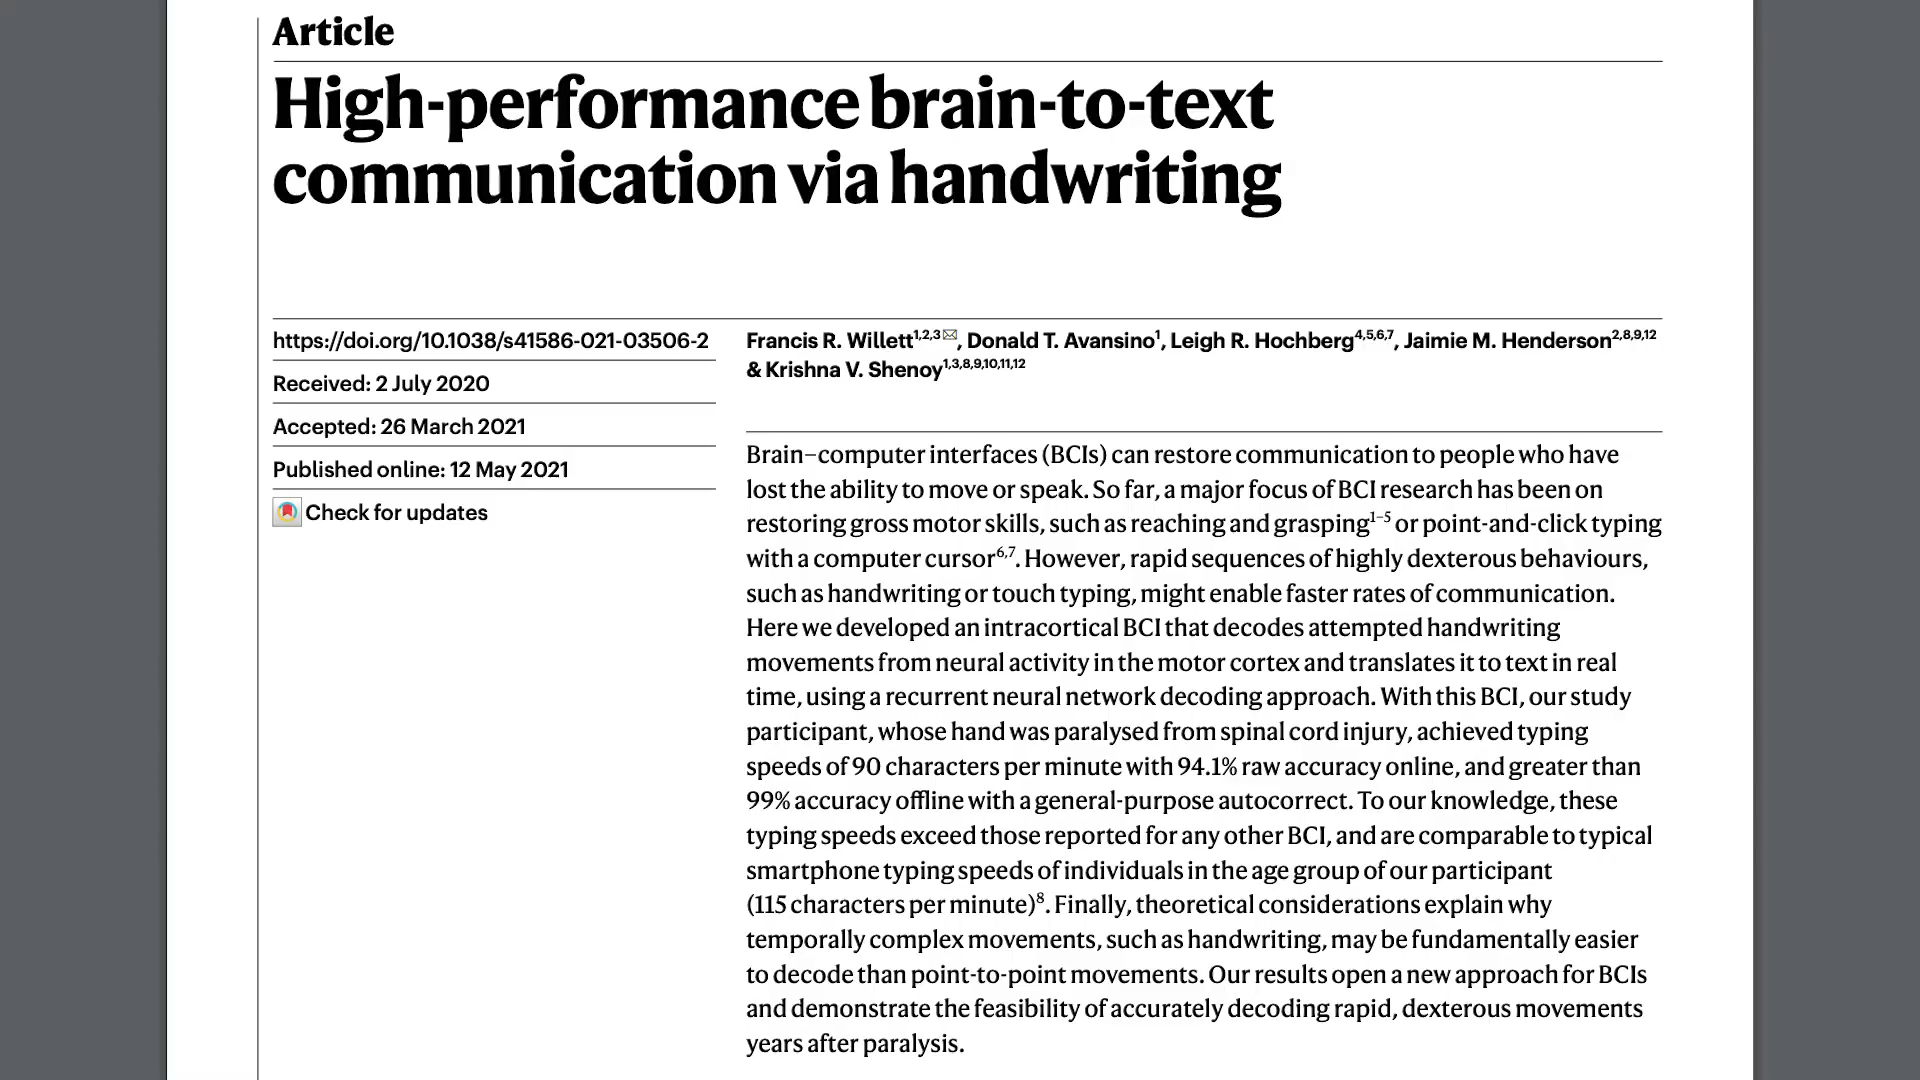 Article
High-performance brain-to-text
communication via handwriting
https://doi.org/10.1038/s41586-021-03506-2
Received: 2 July 2020
Accepted: 26 March 2021
Published online: 12 May 2021
Check for updates
Francis R. Willett1,2,3✉, Donald T. Avansino1, Leigh R. Hochberg4,5,6,7, Jaimie M. Henderson2,8,9,12
& Krishna V. Shenoy1,3,8,9,10,11,12
Brain–computer interfaces (BCIs) can restore communication to people who have
lost the ability to move or speak. So far, a major focus of BCI research has been on
restoring gross motor skills, such as reaching and grasping1–5 or point-and-click typing
with a computer cursor6,7. However, rapid sequences of highly dexterous behaviours,
such as handwriting or touch typing, might enable faster rates of communication.
Here we developed an intracortical BCI that decodes attempted handwriting
movements from neural activity in the motor cortex and translates it to text in real
time, using a recurrent neural network decoding approach. With this BCI, our study
participant, whose hand was paralysed from spinal cord injury, achieved typing
speeds of 90 characters per minute with 94.1% raw accuracy online, and greater than
99% accuracy offline with a general-purpose autocorrect. To our knowledge, these
typing speeds exceed those reported for any other BCI, and are comparable to typical
smartphone typing speeds of individuals in the age group of our participant
(115 characters per minute)8. Finally, theoretical considerations explain why
temporally complex movements, such as handwriting, may be fundamentally easier
to decode than point-to-point movements. Our results open a new approach for BCIs
and demonstrate the feasibility of accurately decoding rapid, dexterous movements
years after paralysis.